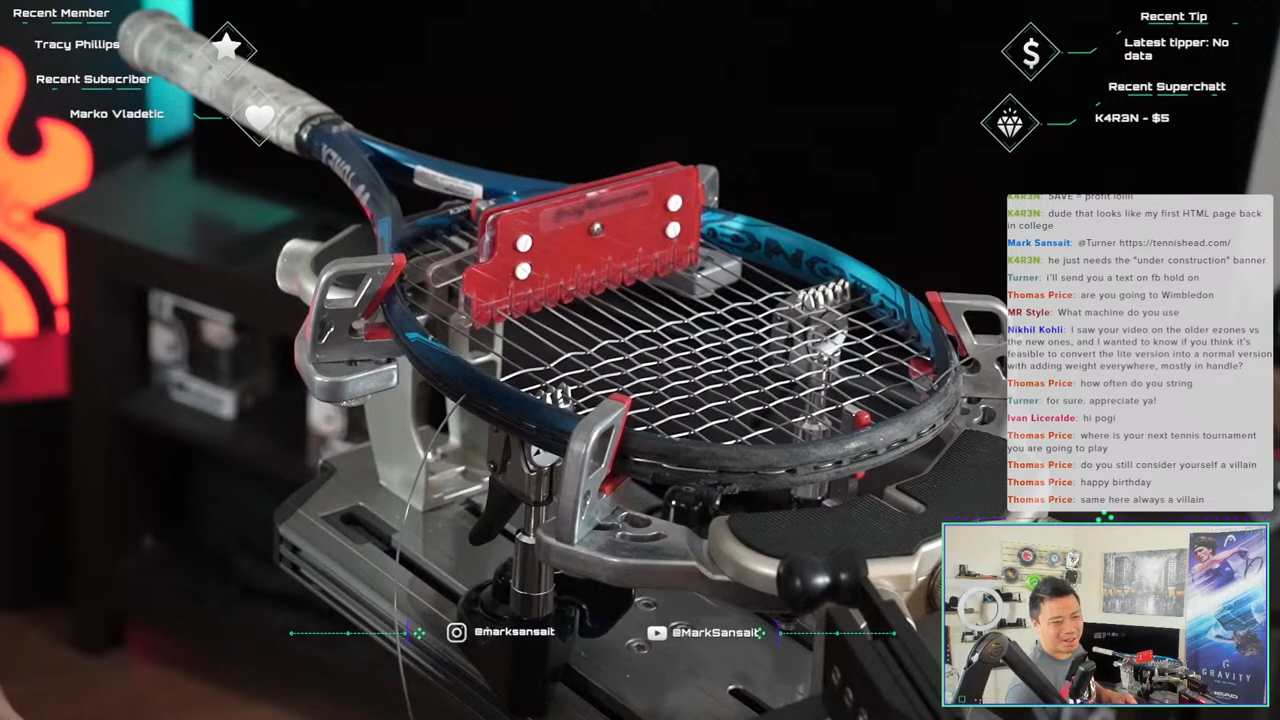 Recent Member
Tracy Phillips
Recent Subscriber
Marko Vladetic
Recent Tip
Latest tipper: No
data
Recent Superchatt
K4R3N - $5
YONEX
K4R3N: SAVE = profit lolll
K4R3N: dude that looks like my first HTML page back
in college
Mark Sansait: @Turner https://tennishead.com/
K4R3N: he just needs the "under construction" banner
Turner: i'll send you a text on fb hold on
Thomas Price: are you going to Wimbledon
MR Style: What machine do you use
Nikhil Kohli: I saw your video on the older ezones vs
the new ones, and I wanted to know if you think it's
feasible to convert the lite version into a normal version
with adding weight everywhere, mostly in handle?
Thomas Price: how often do you string
Turner: for sure. appreciate ya!
Ivan Liceralde: hi pogi
Thomas Price: where is your next tennis tournament
you are going to play
Thomas Price: do you still consider yourself a villain
Thomas Price: happy birthday
Thomas Price: same here always a villain
@marksansait
@MarkSansait
GRAVITY
HEAD